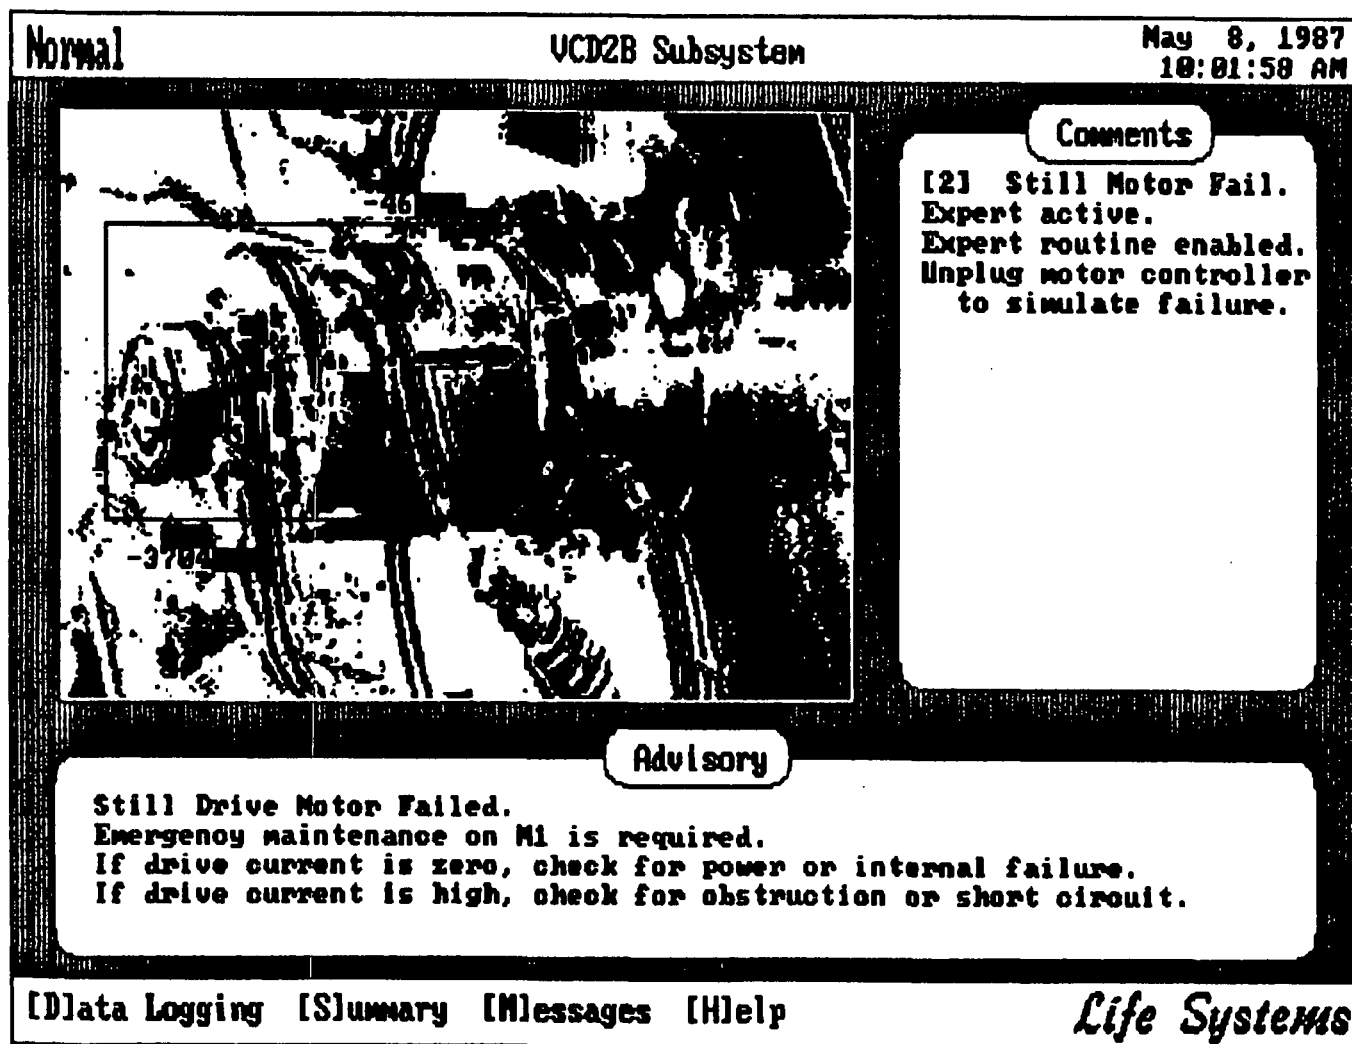 Normal
VCD2B Subsystem
May 8, 1987
10:01:50 AM
Comments
[2] Still Motor Fail.
Expert active.
Expert routine enabled.
Unplug motor controller
to simulate failure.
-46
-3704
Advisory
Still Drive Motor Failed.
Emergency maintenance on M1 is required.
If drive current is zero, check for power or internal failure.
If drive current is high, check for obstruction or short circuit.
[D]ata Logging [S]ummary [M]essages [H]elp
Life Systems